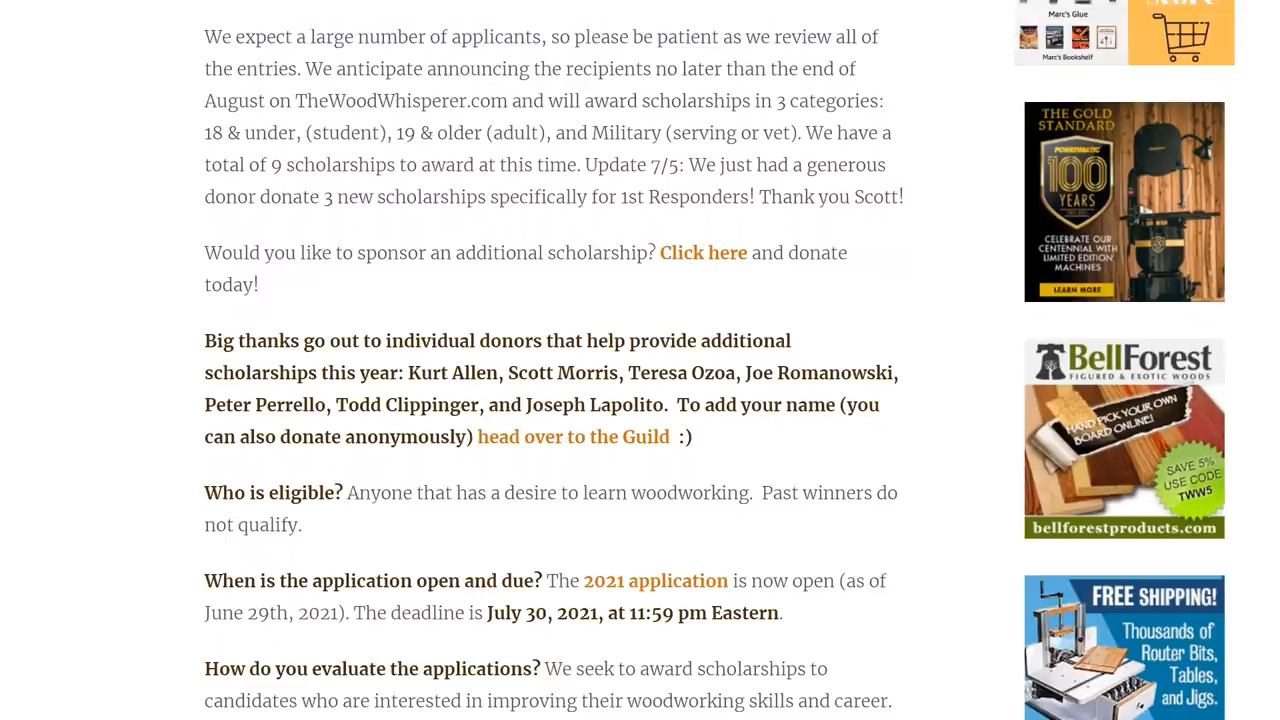 We expect a large number of applicants, so please be patient as we review all of
the entries. We anticipate announcing the recipients no later than the end of
August on TheWoodWhisperer.com and will award scholarships in 3 categories:
18 & under, (student), 19 & older (adult), and Military (serving or vet). We have a
total of 9 scholarships to award at this time. Update 7/5: We just had a generous
donor donate 3 new scholarships specifically for 1st Responders! Thank you Scott!
Would you like to sponsor an additional scholarship? Click here and donate
today!
Big thanks go out to individual donors that help provide additional
scholarships this year: Kurt Allen, Scott Morris, Teresa Ozoa, Joe Romanowski,
Peter Perrello, Todd Clippinger, and Joseph Lapolito.  To add your name (you
can also donate anonymously) head over to the Guild  :)
Who is eligible? Anyone that has a desire to learn woodworking.  Past winners do
not qualify.
When is the application open and due? The 2021 application is now open (as of
June 29th, 2021). The deadline is July 30, 2021, at 11:59 pm Eastern.
How do you evaluate the applications? We seek to award scholarships to
candidates who are interested in improving their woodworking skills and career.
Marc's Glue
Marc's Bookshelf
THE GOLD
STANDARD
POWERMATIC
100
YEARS
CELEBRATE OUR
CENTENNIAL WITH
LIMITED EDITION
MACHINES
LEARN MORE
BellForest
FIGURED & EXOTIC WOODS
HAND PICK YOUR OWN
BOARD ONLINE!
SAVE 5%
USE CODE
TWW5
bellforestproducts.com
FREE SHIPPING!
Thousands of
Router Bits,
Tables,
and Jigs.